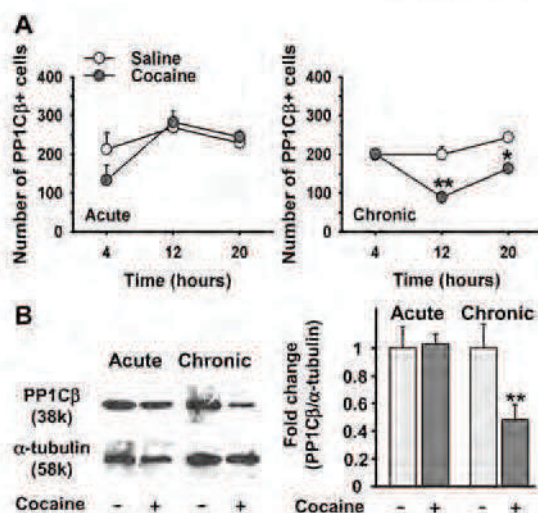 A
Saline
Cocaine
Number of PP1Cβ+ cells
400
300
200
100
0
Acute
4
12
20
Time (hours)
Number of PP1Cβ+ cells
400
300
200
100
0
**
*
Chronic
4
12
20
Time (hours)
B
Acute Chronic
PP1Cβ
(38k)
α-tubulin
(58k)
Cocaine - + - +
Fold change
(PP1Cβ/α-tubulin)
Acute Chronic
1
0.8
0.6
0.4
0.2
0
**
Cocaine - + - +